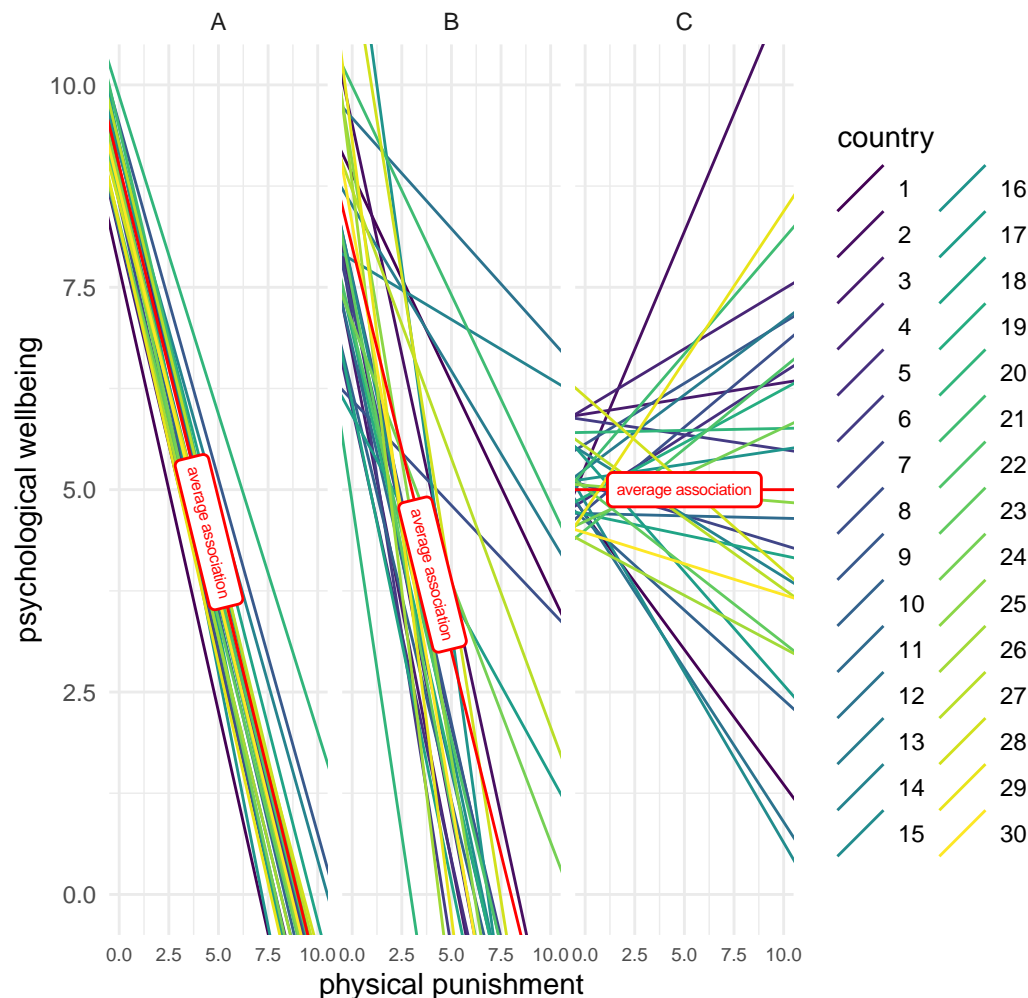 A B C
country
10.0
7.5
5.0
2.5
0.0
psychological wellbeing
average association
average association
average association
0.0 2.5 5.0 7.5 10.0 0.0 2.5 5.0 7.5 10.0 0.0 2.5 5.0 7.5 10.0
physical punishment
1 16
2 17
3 18
4 19
5 20
6 21
7 22
8 23
9 24
10 25
11 26
12 27
13 28
14 29
15 30